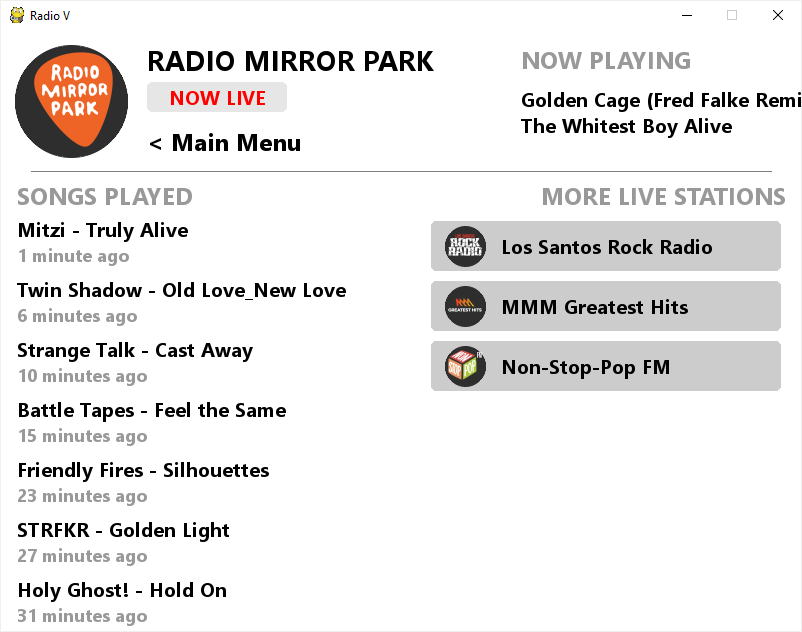 Radio V
RADIO
MIRROR
PARK
RADIO MIRROR PARK
NOW LIVE
< Main Menu
NOW PLAYING
Golden Cage (Fred Falke Remi
The Whitest Boy Alive
SONGS PLAYED
Mitzi - Truly Alive
1 minute ago
Twin Shadow - Old Love_New Love
6 minutes ago
Strange Talk - Cast Away
10 minutes ago
Battle Tapes - Feel the Same
15 minutes ago
Friendly Fires - Silhouettes
23 minutes ago
STRFKR - Golden Light
27 minutes ago
Holy Ghost! - Hold On
31 minutes ago
MORE LIVE STATIONS
LOS SANTOS
ROCK
RADIO
Los Santos Rock Radio
GREATEST HITS
MMM Greatest Hits
NON
STOP POP
FM
Non-Stop-Pop FM